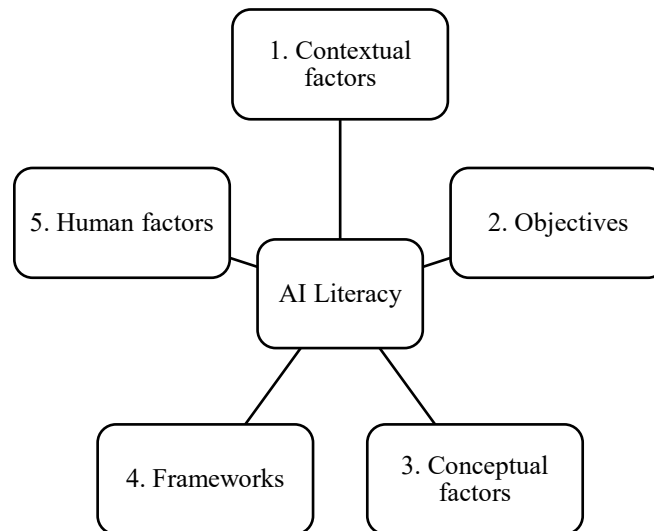 1. Contextual
factors
5. Human factors
2. Objectives
AI Literacy
4. Frameworks
3. Conceptual
factors